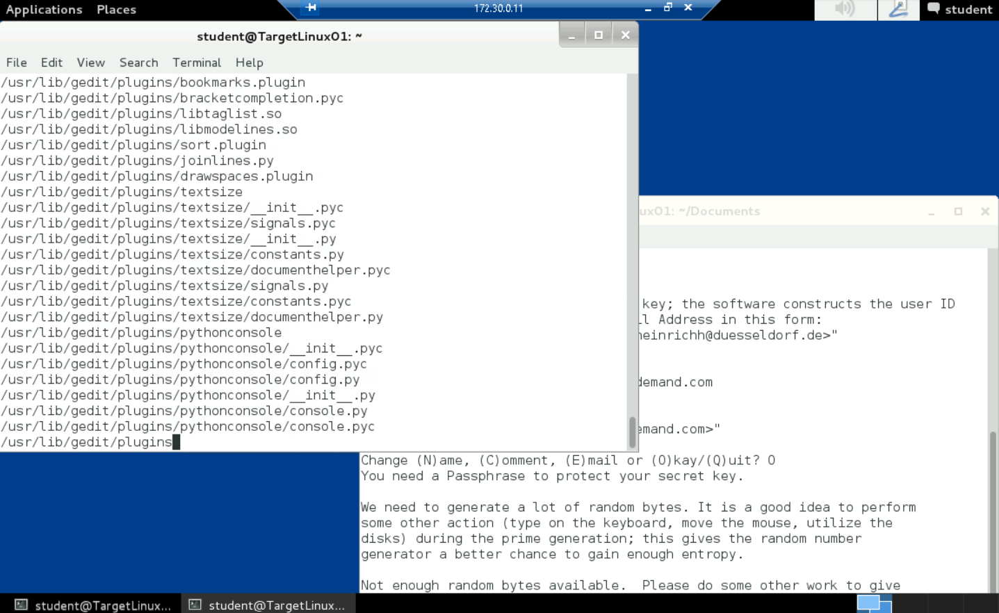 Applications Places
172.30.0.11
student
student@TargetLinux01: ~
File Edit View Search Terminal Help
/usr/lib/gedit/plugins/bookmarks.plugin
/usr/lib/gedit/plugins/bracketcompletion.pyc
/usr/lib/gedit/plugins/libtaglist.so
/usr/lib/gedit/plugins/libmodelines.so
/usr/lib/gedit/plugins/sort.plugin
/usr/lib/gedit/plugins/joinlines.py
/usr/lib/gedit/plugins/drawspaces.plugin
/usr/lib/gedit/plugins/textsize
/usr/lib/gedit/plugins/textsize/__init__.pyc
/usr/lib/gedit/plugins/textsize/signals.pyc
/usr/lib/gedit/plugins/textsize/__init__.py
/usr/lib/gedit/plugins/textsize/constants.py
/usr/lib/gedit/plugins/textsize/documenthelper.pyc
/usr/lib/gedit/plugins/textsize/signals.py
/usr/lib/gedit/plugins/textsize/constants.pyc
/usr/lib/gedit/plugins/textsize/documenthelper.py
/usr/lib/gedit/plugins/pythonconsole
/usr/lib/gedit/plugins/pythonconsole/__init__.pyc
/usr/lib/gedit/plugins/pythonconsole/config.pyc
/usr/lib/gedit/plugins/pythonconsole/config.py
/usr/lib/gedit/plugins/pythonconsole/__init__.py
/usr/lib/gedit/plugins/pythonconsole/console.py
/usr/lib/gedit/plugins/pythonconsole/console.pyc
/usr/lib/gedit/plugins
ux01: ~/Documents
key; the software constructs the user ID
l Address in this form:
heinrichh@duesseldorf.de>"
demand.com
emand.com>"
Change (N)ame, (C)omment, (E)mail or (O)kay/(Q)uit? O
You need a Passphrase to protect your secret key.
We need to generate a lot of random bytes. It is a good idea to perform
some other action (type on the keyboard, move the mouse, utilize the
disks) during the prime generation; this gives the random number
generator a better chance to gain enough entropy.
Not enough random bytes available.  Please do some other work to give
student@TargetLinux...
student@TargetLinux...